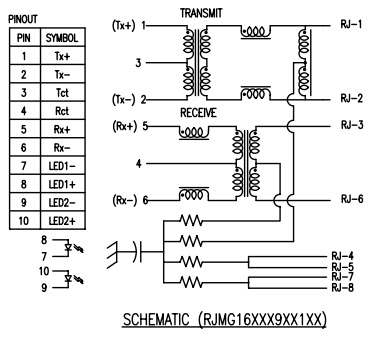 TRANSMIT
(Tx+) 1
RJ-1
PINOUT
PIN SYMBOL
1 Tx+
2 Tx-
3 Tct
4 Rct
5 Rx+
6 Rx-
7 LED1-
8 LED1+
9 LED2-
10 LED2+
3
(Tx-) 2
RJ-2
RECEIVE
(Rx+) 5
RJ-3
4
(Rx-) 6
RJ-6
8
7
10
9
RJ-4
RJ-5
RJ-7
RJ-8
SCHEMATIC (RJMG16XXX9XX1XX)